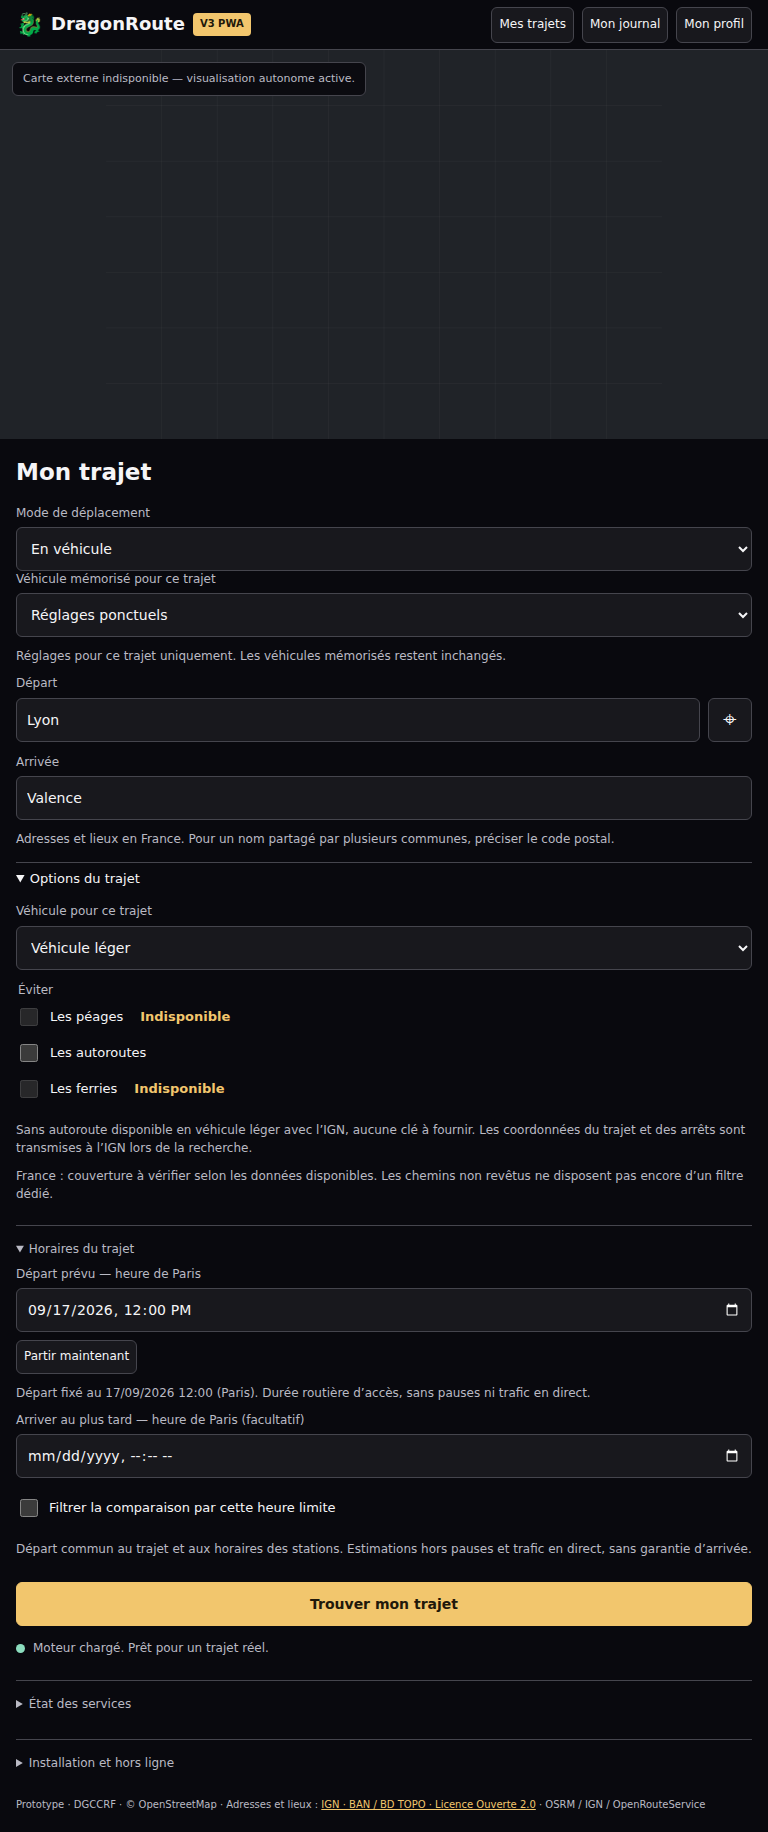 DragonRoute V3 PWA Mes trajets Mon journal Mon profil
Carte externe indisponible — visualisation autonome active.
Mon trajet
Mode de déplacement
En véhicule
Véhicule mémorisé pour ce trajet
Réglages ponctuels
Réglages pour ce trajet uniquement. Les véhicules mémorisés restent inchangés.
Départ
Lyon
Arrivée
Valence
Adresses et lieux en France. Pour un nom partagé par plusieurs communes, préciser le code postal.
Options du trajet
Véhicule pour ce trajet
Véhicule léger
Éviter
Les péages Indisponible
Les autoroutes
Les ferries Indisponible
Sans autoroute disponible en véhicule léger avec l’IGN, aucune clé à fournir. Les coordonnées du trajet et des arrêts sont
transmises à l’IGN lors de la recherche.
France : couverture à vérifier selon les données disponibles. Les chemins non revêtus ne disposent pas encore d’un filtre
dédié.
Horaires du trajet
Départ prévu — heure de Paris
09/17/2026, 12:00 PM
Partir maintenant
Départ fixé au 17/09/2026 12:00 (Paris). Durée routière d’accès, sans pauses ni trafic en direct.
Arriver au plus tard — heure de Paris (facultatif)
mm/dd/yyyy, --:-- --
Filtrer la comparaison par cette heure limite
Départ commun au trajet et aux horaires des stations. Estimations hors pauses et trafic en direct, sans garantie d’arrivée.
Trouver mon trajet
Moteur chargé. Prêt pour un trajet réel.
État des services
Installation et hors ligne
Prototype · DGCCRF · © OpenStreetMap · Adresses et lieux : IGN · BAN / BD TOPO · Licence Ouverte 2.0 · OSRM / IGN / OpenRouteService